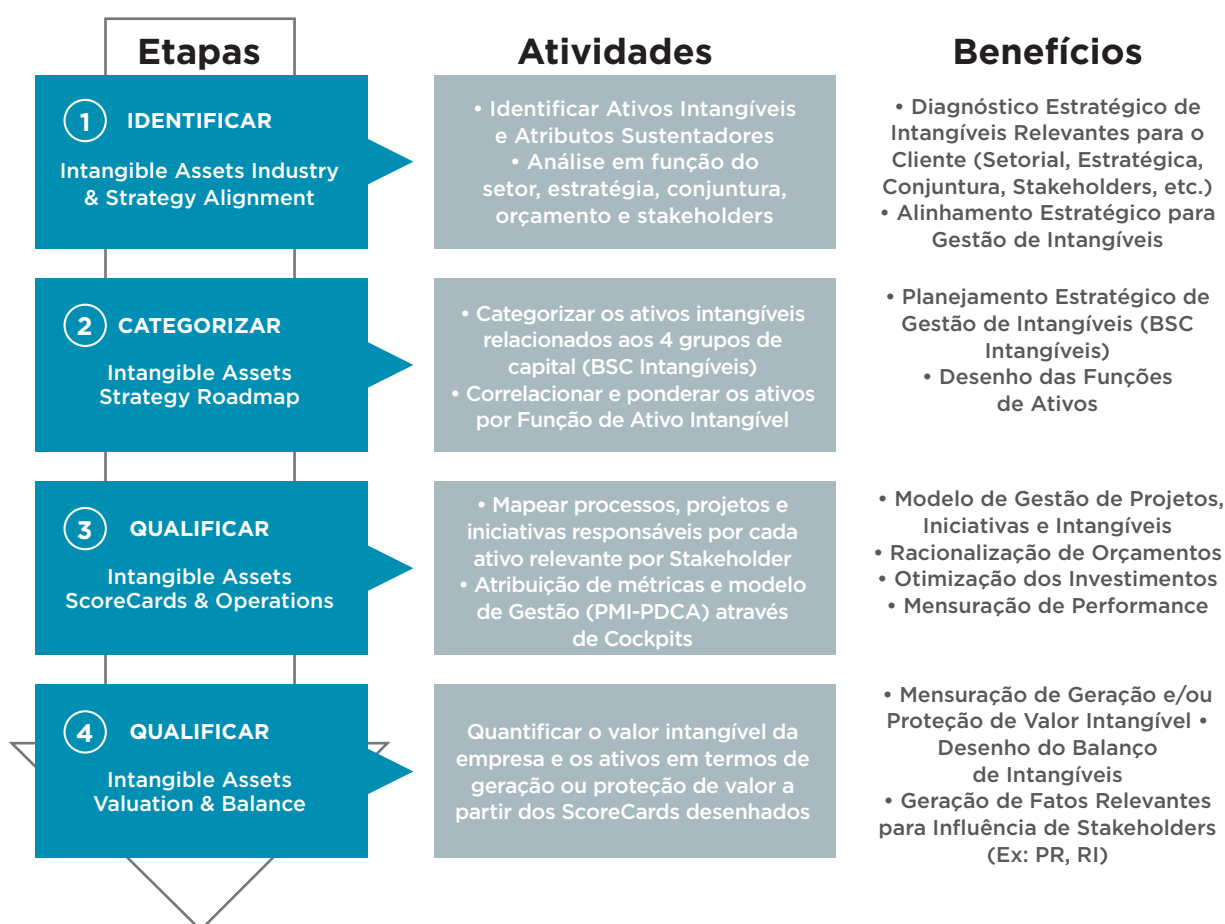 Etapas
Atividades
Benefícios
1 IDENTIFICAR
Intangible Assets Industry
& Strategy Alignment
• Identificar Ativos Intangíveis
e Atributos Sustentadores
• Análise em função do
setor, estratégia, conjuntura,
orçamento e stakeholders
• Diagnóstico Estratégico de
Intangíveis Relevantes para o
Cliente (Setorial, Estratégica,
Conjuntura, Stakeholders, etc.)
• Alinhamento Estratégico para
Gestão de Intangíveis
2 CATEGORIZAR
Intangible Assets
Strategy Roadmap
• Categorizar os ativos intangíveis
relacionados aos 4 grupos de
capital (BSC Intangíveis)
• Correlacionar e ponderar os ativos
por Função de Ativo Intangível
• Planejamento Estratégico de
Gestão de Intangíveis (BSC
Intangíveis)
• Desenho das Funções
de Ativos
3 QUALIFICAR
Intangible Assets
ScoreCards & Operations
• Mapear processos, projetos e
iniciativas responsáveis por cada
ativo relevante por Stakeholder
• Atribuição de métricas e modelo
de Gestão (PMI-PDCA) através
de Cockpits
• Modelo de Gestão de Projetos,
Iniciativas e Intangíveis
• Racionalização de Orçamentos
• Otimização dos Investimentos
• Mensuração de Performance
4 QUALIFICAR
Intangible Assets
Valuation & Balance
Quantificar o valor intangível da
empresa e os ativos em termos de
geração ou proteção de valor a
partir dos ScoreCards desenhados
• Mensuração de Geração e/ou
Proteção de Valor Intangível •
Desenho do Balanço
de Intangíveis
• Geração de Fatos Relevantes
para Influência de Stakeholders
(Ex: PR, RI)